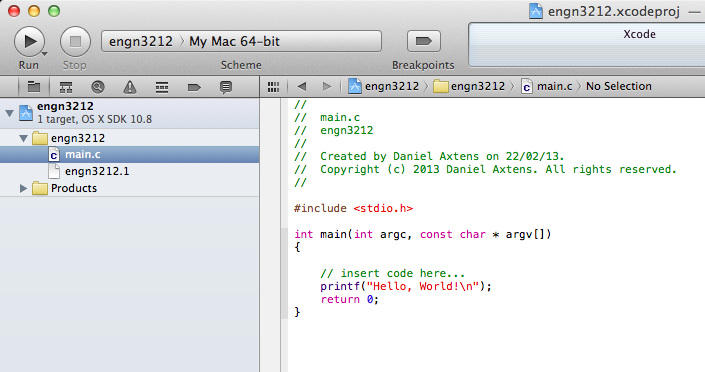 engn3212.xcodeproj —
engn3212 〉 My Mac 64-bit
Xcode
Run
Stop
Scheme
Breakpoints
engn3212 〉 engn3212 〉 main.c 〉 No Selection
engn3212
1 target, OS X SDK 10.8
engn3212
main.c
engn3212.1
Products
//
//  main.c
//  engn3212
//
//  Created by Daniel Axtens on 22/02/13.
//  Copyright (c) 2013 Daniel Axtens. All rights reserved.
//
#include <stdio.h>
int main(int argc, const char * argv[])
{
    // insert code here...
    printf("Hello, World!\n");
    return 0;
}